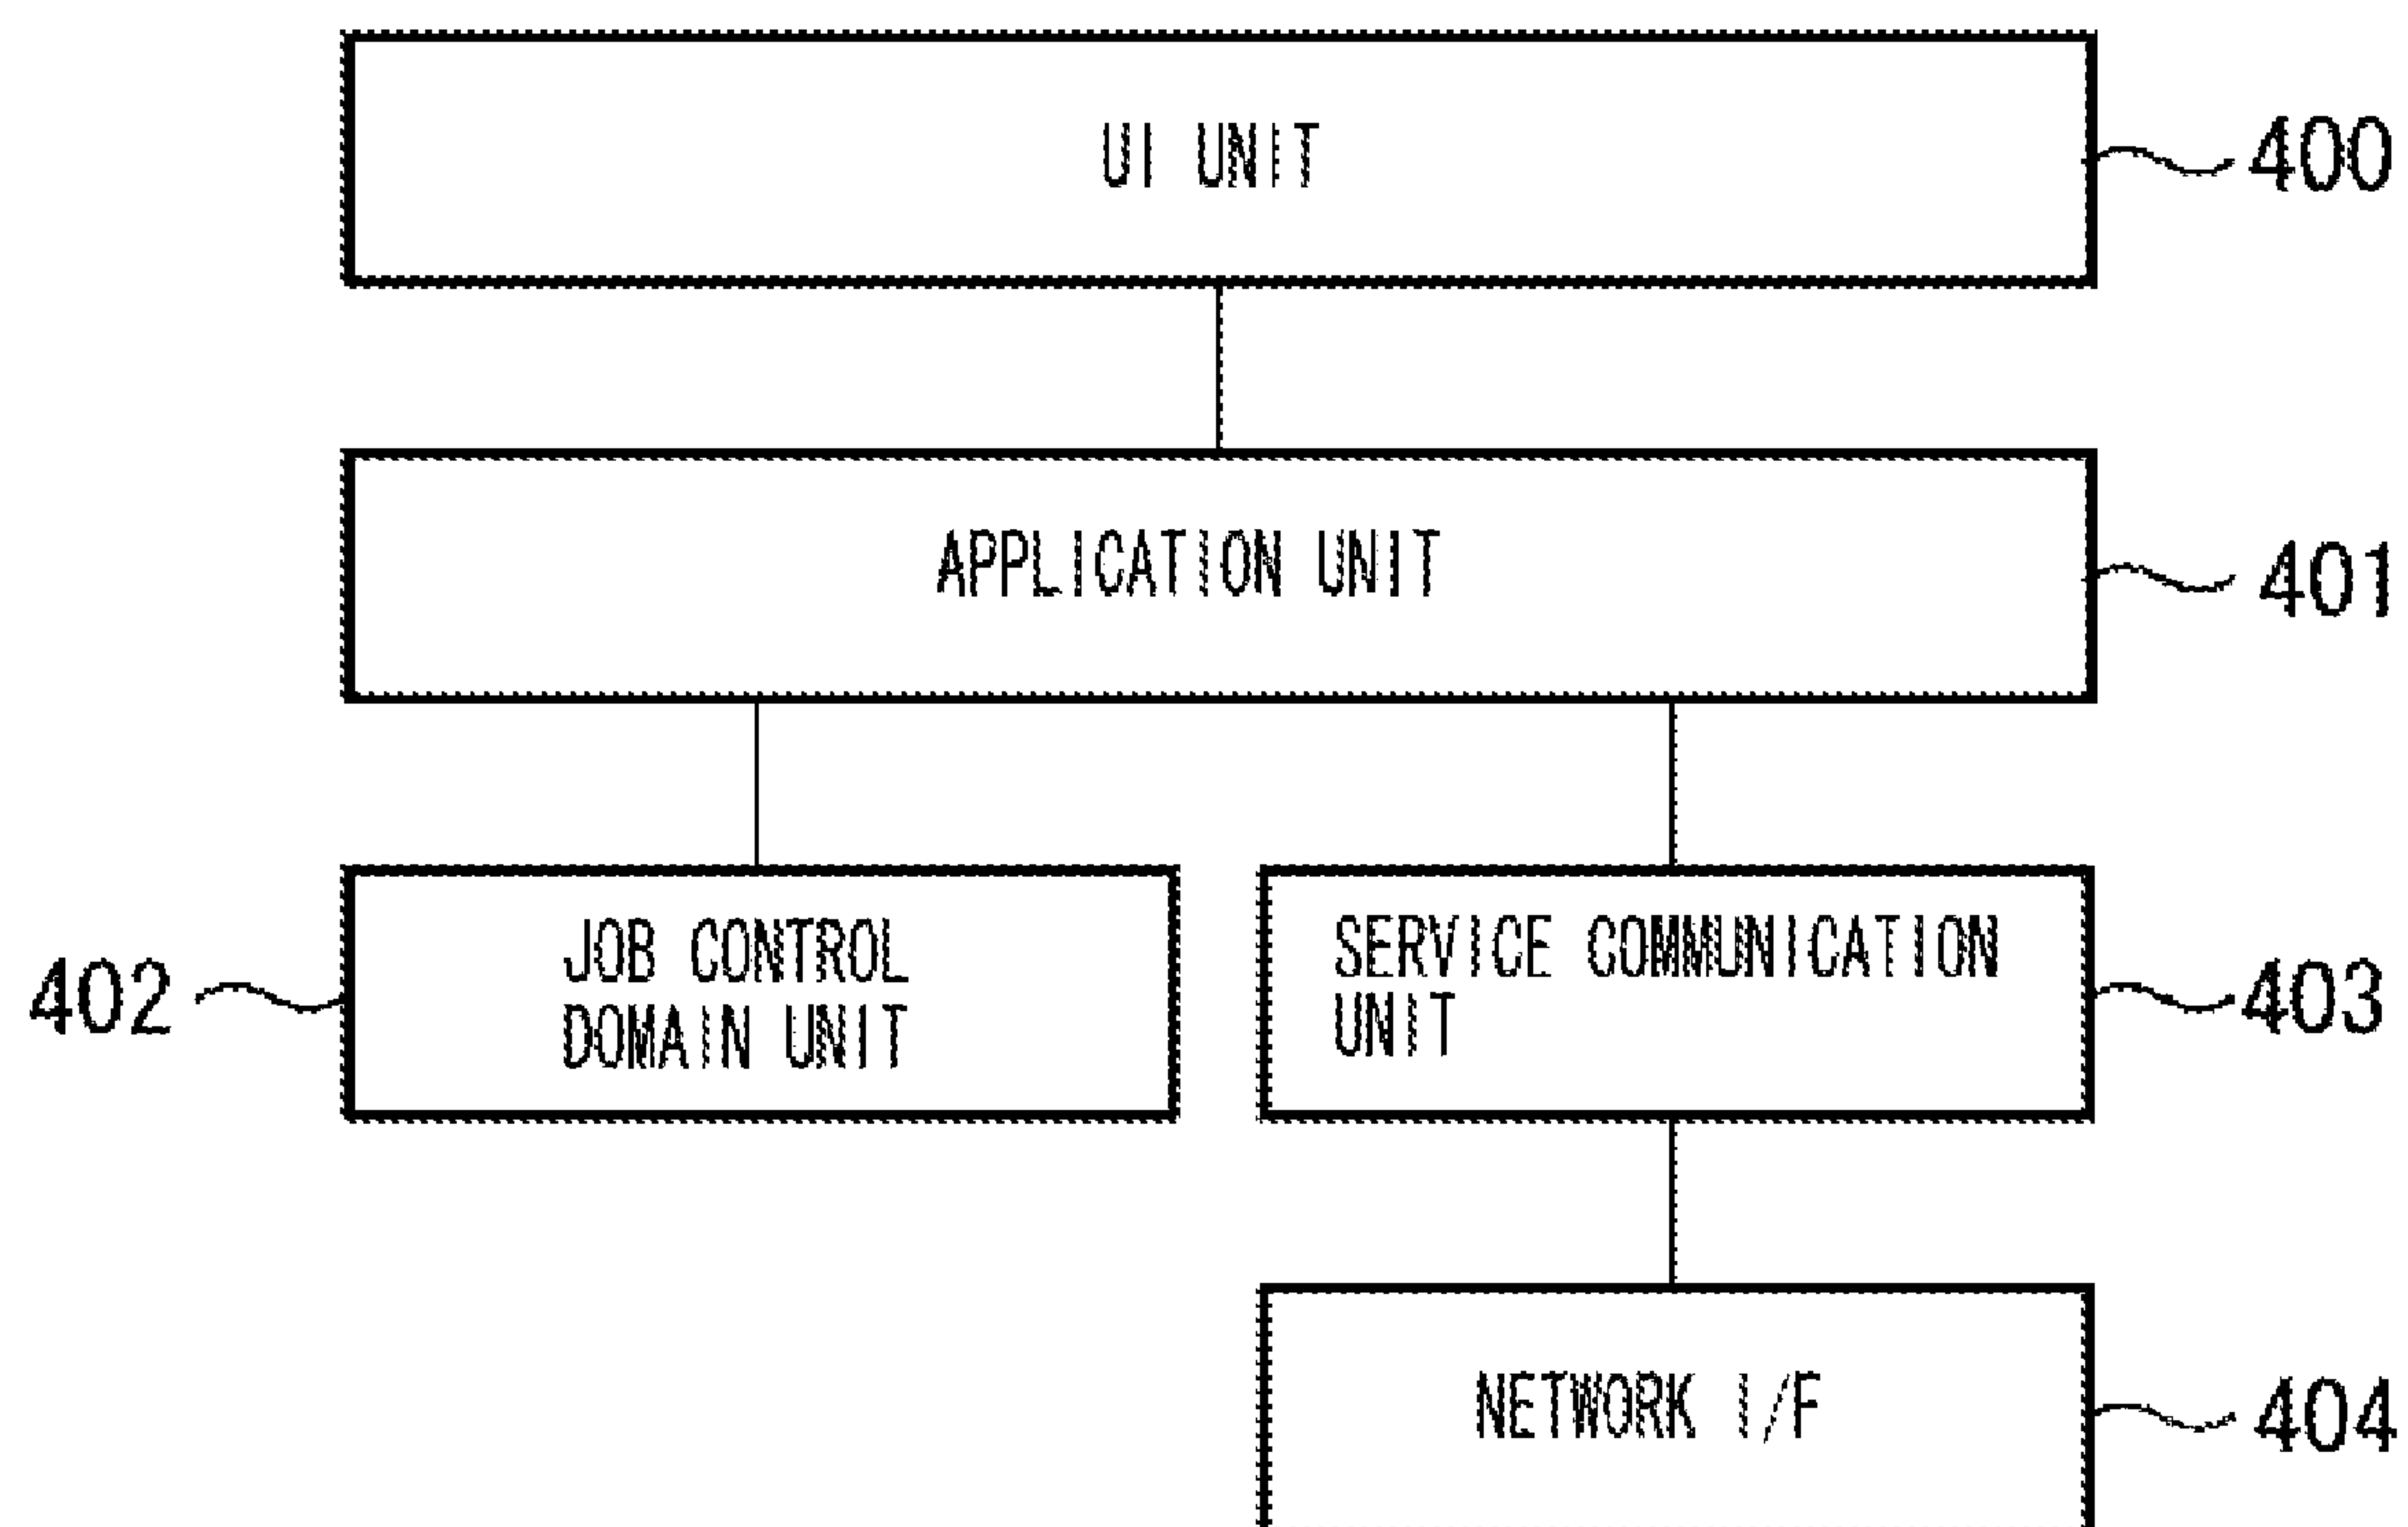 UI UNIT
400
APPLICATION UNIT
401
402
JOB CONTROL
DOMAIN UNIT
SERVICE COMMUNICATION
UNIT
403
NETWORK I/F
404